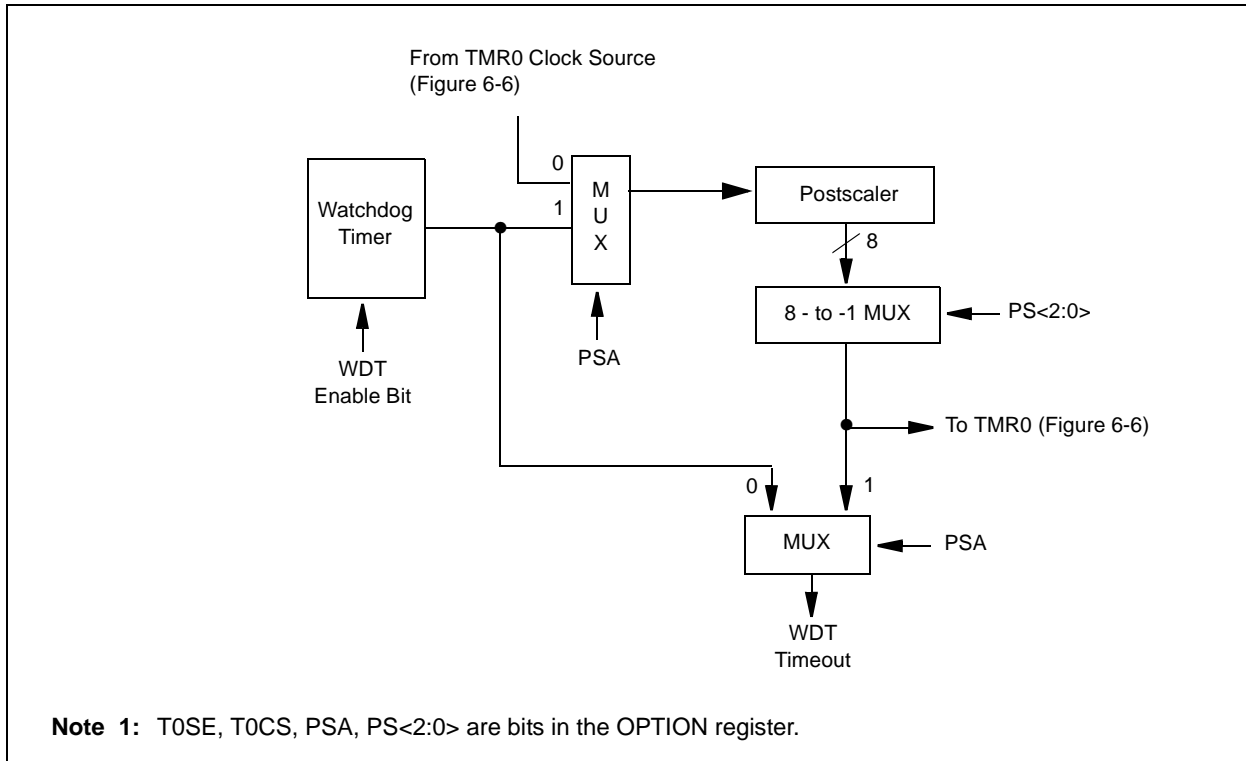 From TMR0 Clock Source
(Figure 6-6)
0
M
U
X
1
Watchdog
Timer
Postscaler
8
8 - to -1 MUX
PS<2:0>
PSA
WDT
Enable Bit
To TMR0 (Figure 6-6)
0
1
MUX
PSA
WDT
Timeout
Note 1: T0SE, T0CS, PSA, PS<2:0> are bits in the OPTION register.